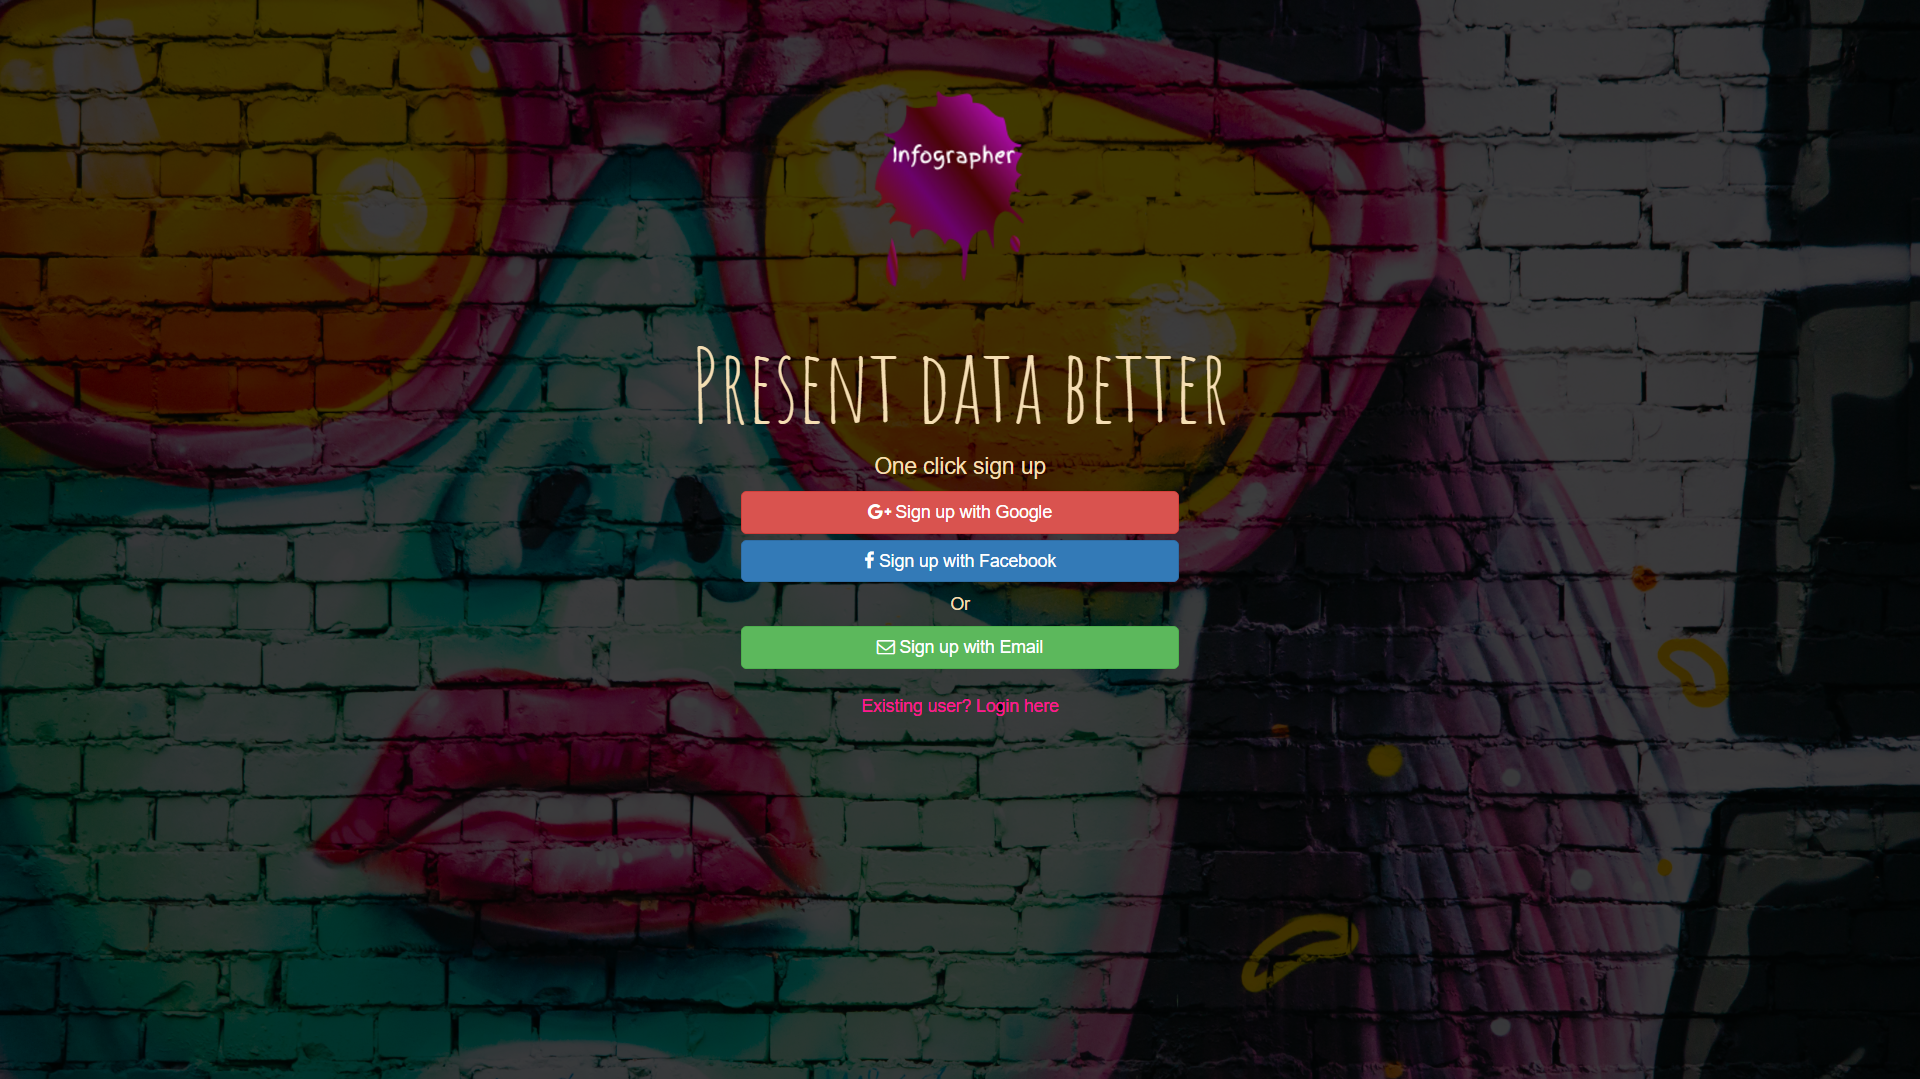 Infographer
Present data better
One click sign up
G+ Sign up with Google
f Sign up with Facebook
Or
Sign up with Email
Existing user? Login here